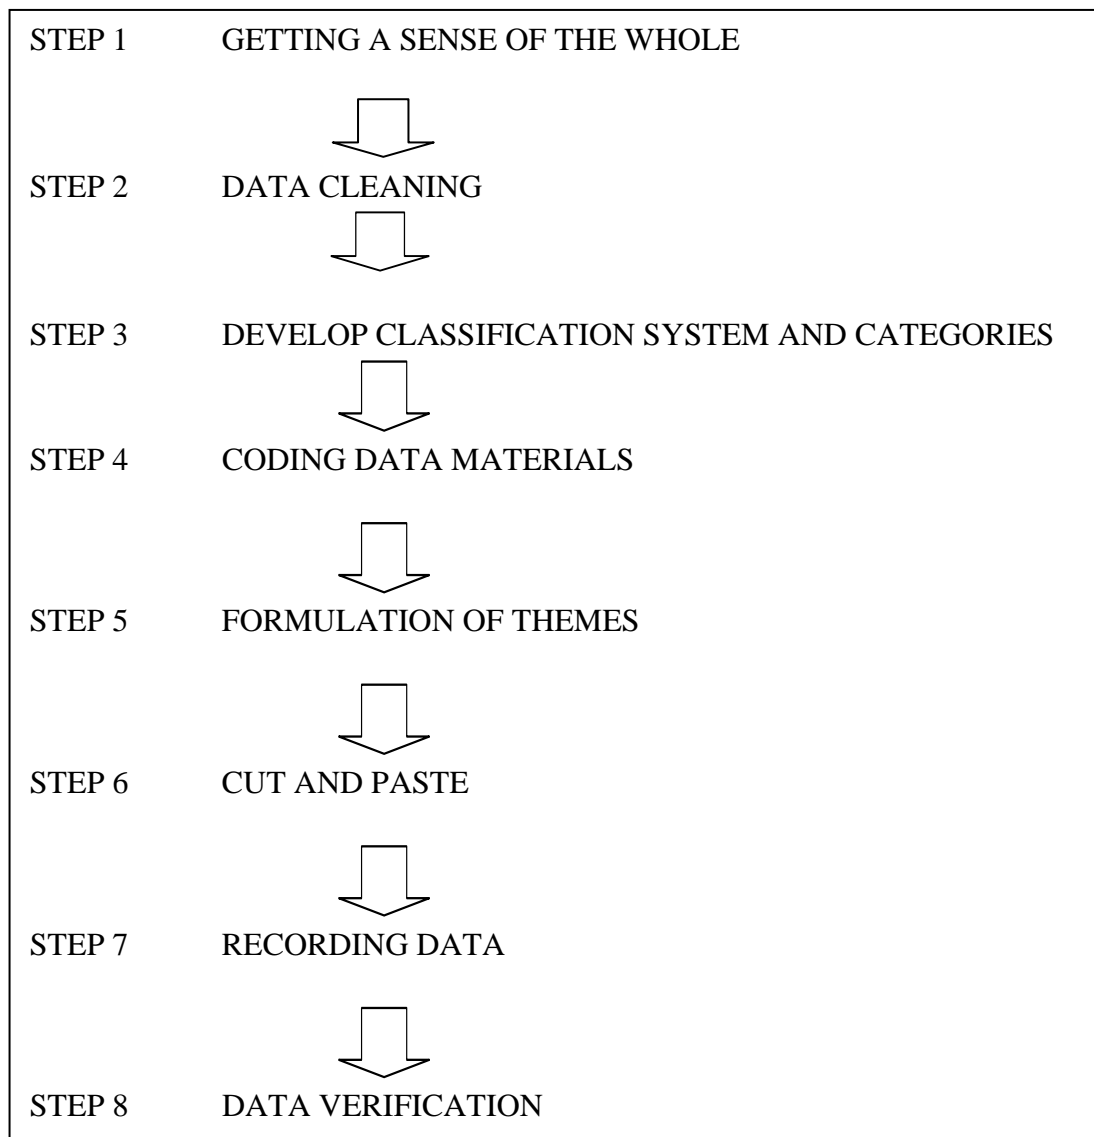 STEP 1 GETTING A SENSE OF THE WHOLE
STEP 2 DATA CLEANING
STEP 3 DEVELOP CLASSIFICATION SYSTEM AND CATEGORIES
STEP 4 CODING DATA MATERIALS
STEP 5 FORMULATION OF THEMES
STEP 6 CUT AND PASTE
STEP 7 RECORDING DATA
STEP 8 DATA VERIFICATION